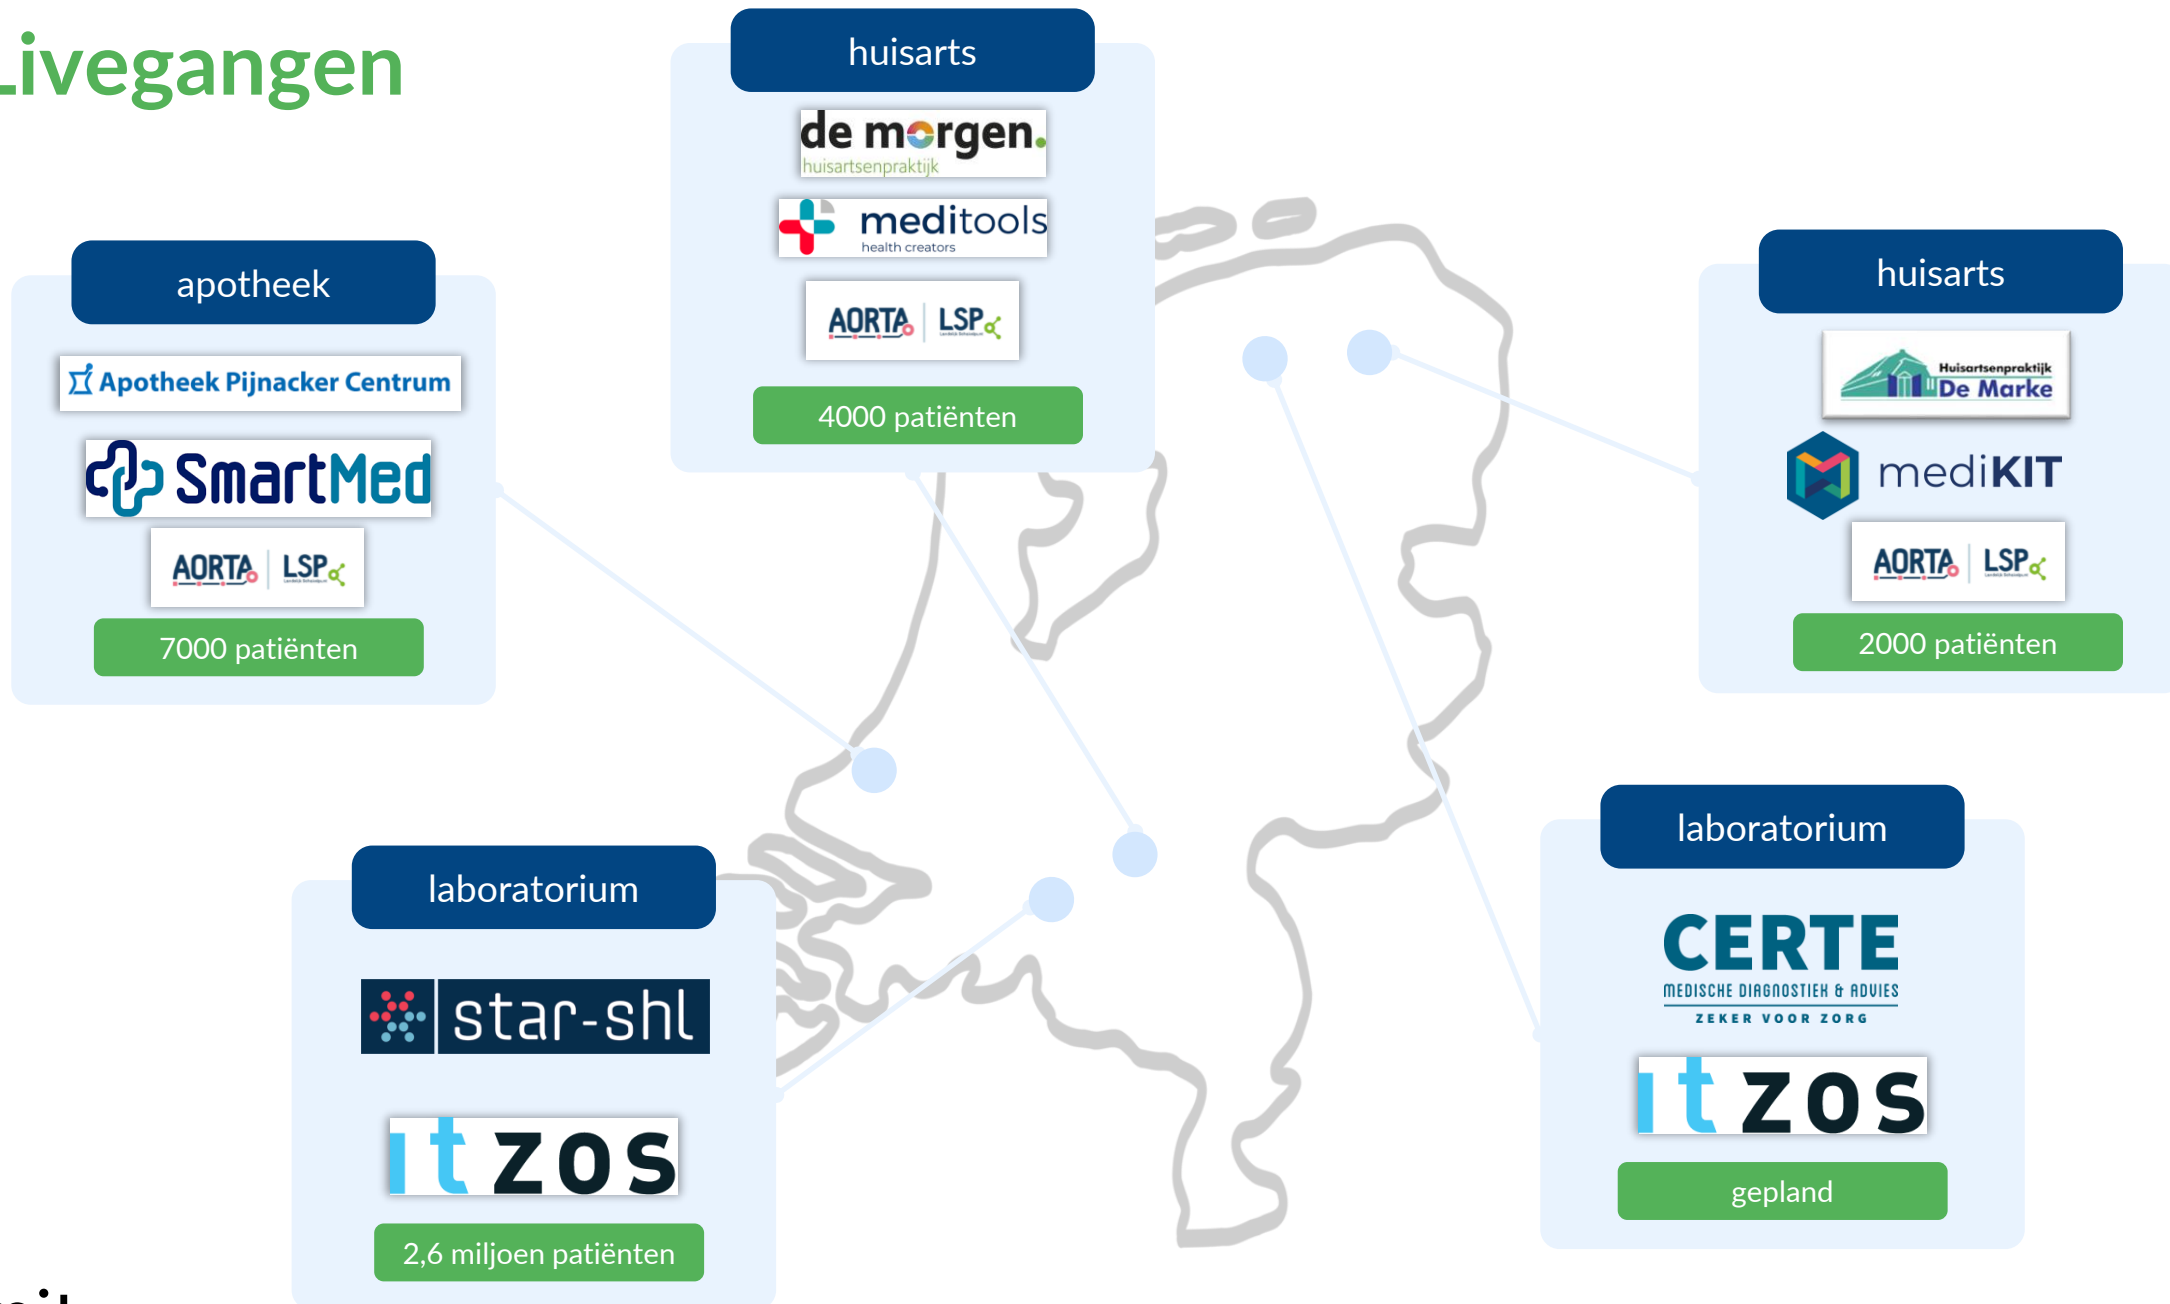 Livegangen
huisarts
de morgen.
huisartsenpraktijk
meditools
health creators
AORTA LSP
4000 patiënten
apotheek
Apotheek Pijnacker Centrum
SmartMed
AORTA LSP
7000 patiënten
huisarts
Huisartsenpraktijk
De Marke
mediKIT
AORTA LSP
2000 patiënten
laboratorium
star-shl
itzos
2,6 miljoen patiënten
laboratorium
CERTE
MEDISCHE DIAGNOSTIEK & ADVIES
ZEKER VOOR ZORG
itzos
gepland